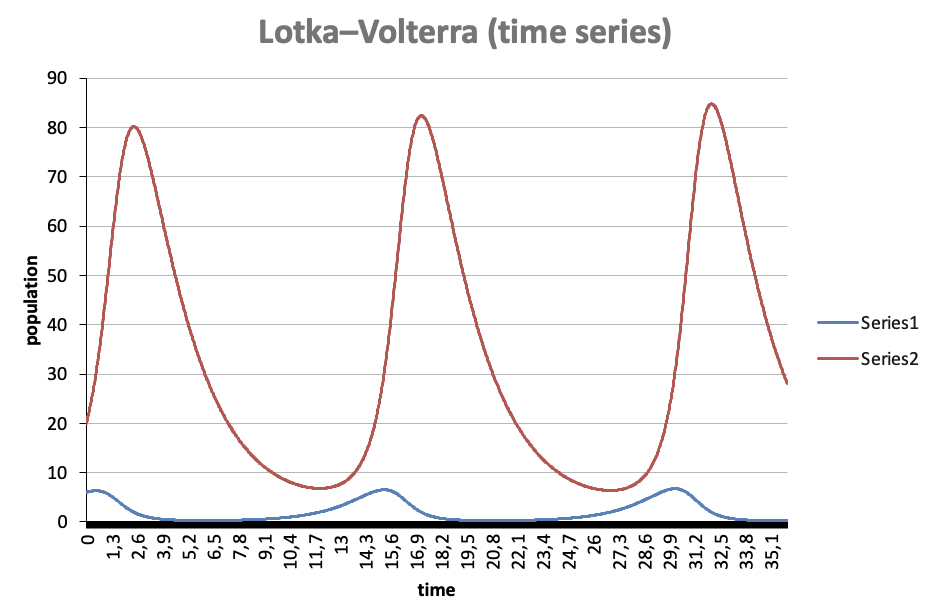 Lotka–Volterra (time series)
90
80
70
60
50
40
30
20
10
0
population
0 1,3 2,6 3,9 5,2 6,5 7,8 9,1 10,4 11,7 13 14,3 15,6 16,9 18,2 19,5 20,8 22,1 23,4 24,7 26 27,3 28,6 29,9 31,2 32,5 33,8 35,1
time
Series1
Series2